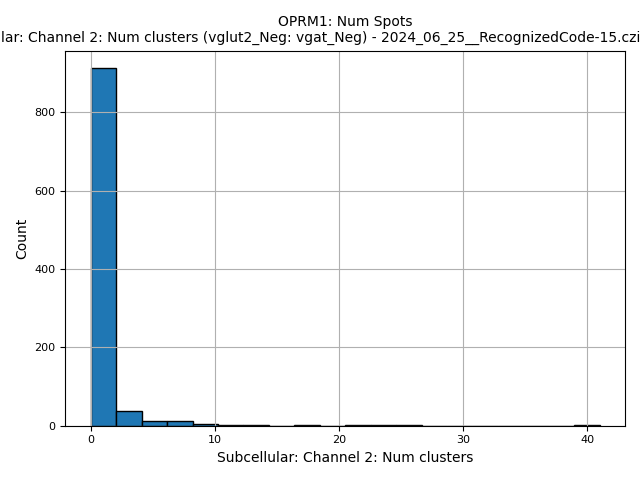 OPRM1: Num Spots
lar: Channel 2: Num clusters (vglut2_Neg: vgat_Neg) - 2024_06_25__RecognizedCode-15.czi
Count
800
600
400
200
0
0 10 20 30 40
Subcellular: Channel 2: Num clusters